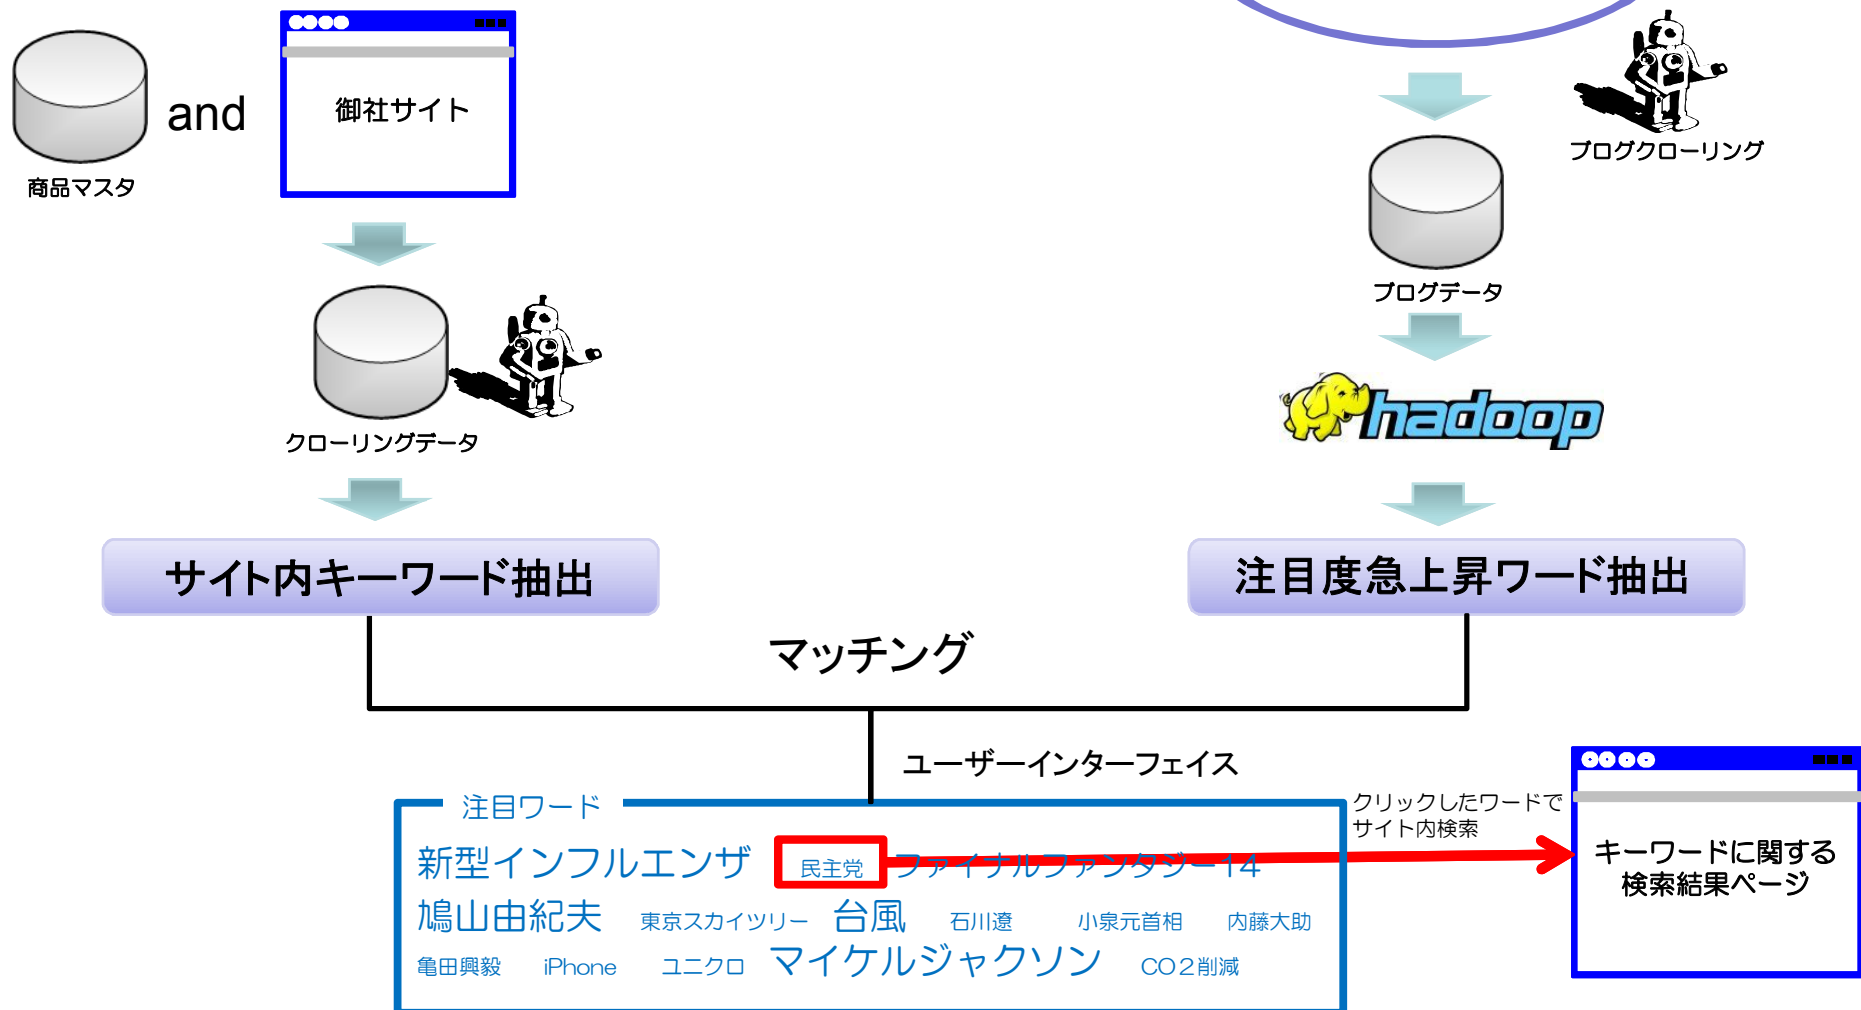 and
御社サイト
商品マスタ
クローリングデータ
サイト内キーワード抽出
ブログクローリング
ブログデータ
hadoop
注目度急上昇ワード抽出
マッチング
ユーザーインターフェイス
注目ワード
新型インフルエンザ 民主党 ファイナルファンタジー14
鳩山由紀夫 東京スカイツリー 台風 石川遼 小泉元首相 内藤大助
亀田興毅 iPhone ユニクロ マイケルジャクソン CO2削減
クリックしたワードで
サイト内検索
キーワードに関する
検索結果ページ